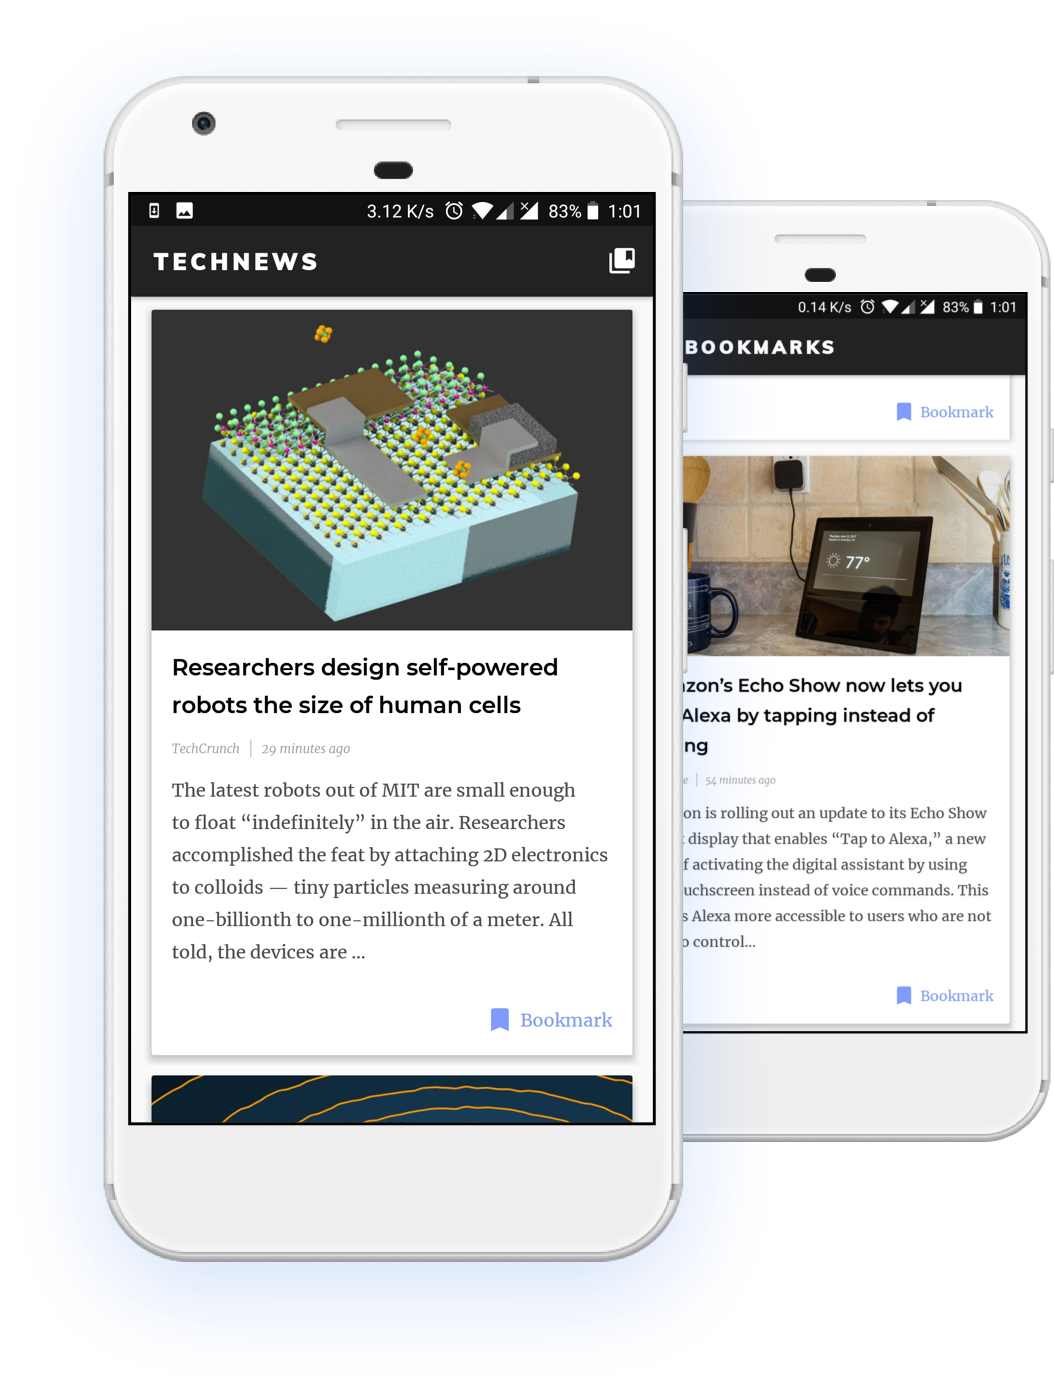 3.12 K/s 83% 1:01
TECHNEWS
Researchers design self-powered
robots the size of human cells
TechCrunch | 29 minutes ago
The latest robots out of MIT are small enough
to float “indefinitely” in the air. Researchers
accomplished the feat by attaching 2D electronics
to colloids — tiny particles measuring around
one-billionth to one-millionth of a meter. All
told, the devices are ...
Bookmark
0.14 K/s 83% 1:01
BOOKMARKS
Bookmark
77°
zon’s Echo Show now lets you
Alexa by tapping instead of
ng
e | 54 minutes ago
on is rolling out an update to its Echo Show
display that enables “Tap to Alexa,” a new
f activating the digital assistant by using
uchscreen instead of voice commands. This
s Alexa more accessible to users who are not
o control...
Bookmark